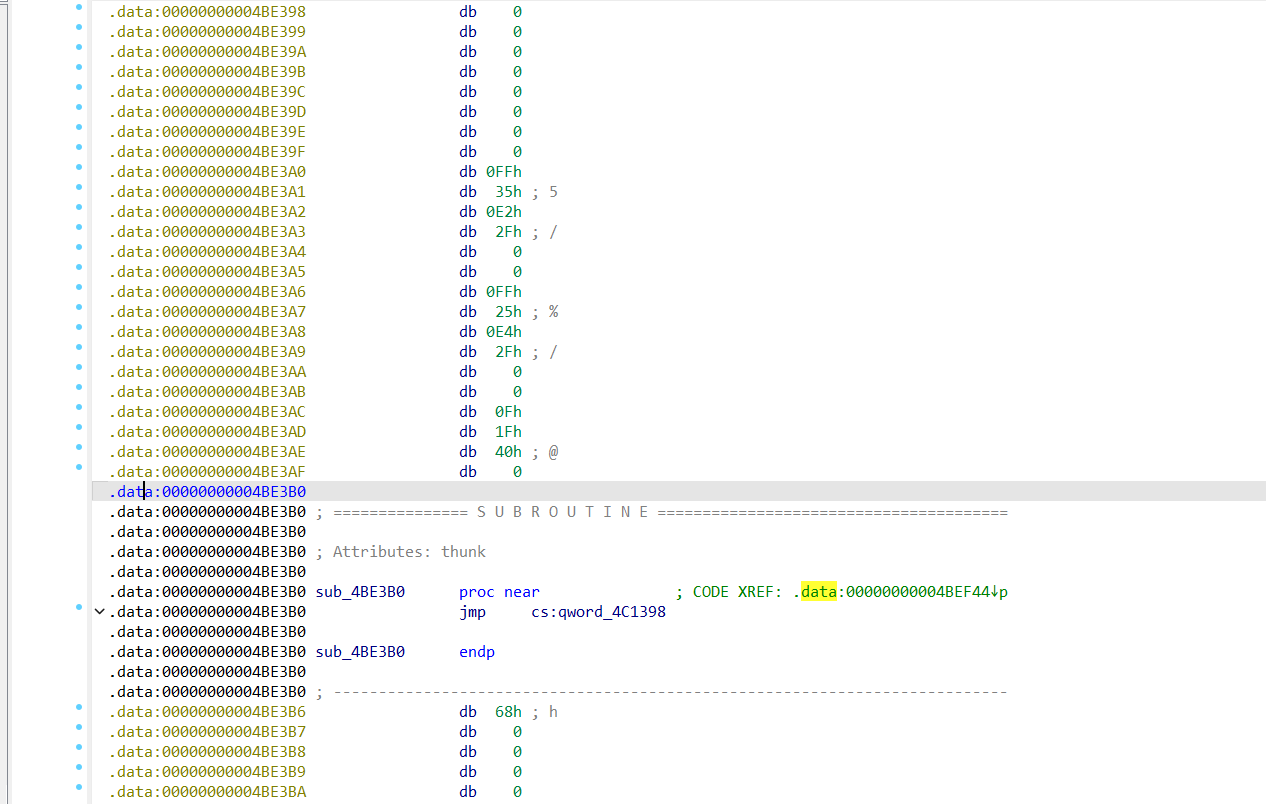 .data:00000000004BE398 db 0
.data:00000000004BE399 db 0
.data:00000000004BE39A db 0
.data:00000000004BE39B db 0
.data:00000000004BE39C db 0
.data:00000000004BE39D db 0
.data:00000000004BE39E db 0
.data:00000000004BE39F db 0
.data:00000000004BE3A0 db 0FFh
.data:00000000004BE3A1 db 35h ; 5
.data:00000000004BE3A2 db 0E2h
.data:00000000004BE3A3 db 2Fh ; /
.data:00000000004BE3A4 db 0
.data:00000000004BE3A5 db 0
.data:00000000004BE3A6 db 0FFh
.data:00000000004BE3A7 db 25h ; %
.data:00000000004BE3A8 db 0E4h
.data:00000000004BE3A9 db 2Fh ; /
.data:00000000004BE3AA db 0
.data:00000000004BE3AB db 0
.data:00000000004BE3AC db 0Fh
.data:00000000004BE3AD db 1Fh
.data:00000000004BE3AE db 40h ; @
.data:00000000004BE3AF db 0
.data:00000000004BE3B0
.data:00000000004BE3B0 ; =============== S U B R O U T I N E =======================================
.data:00000000004BE3B0
.data:00000000004BE3B0 ; Attributes: thunk
.data:00000000004BE3B0
.data:00000000004BE3B0 sub_4BE3B0 proc near ; CODE XREF: .data:00000000004BEF44↓p
.data:00000000004BE3B0 jmp cs:qword_4C1398
.data:00000000004BE3B0
.data:00000000004BE3B0 sub_4BE3B0 endp
.data:00000000004BE3B0
.data:00000000004BE3B0 ; ---------------------------------------------------------------------------
.data:00000000004BE3B6 db 68h ; h
.data:00000000004BE3B7 db 0
.data:00000000004BE3B8 db 0
.data:00000000004BE3B9 db 0
.data:00000000004BE3BA db 0